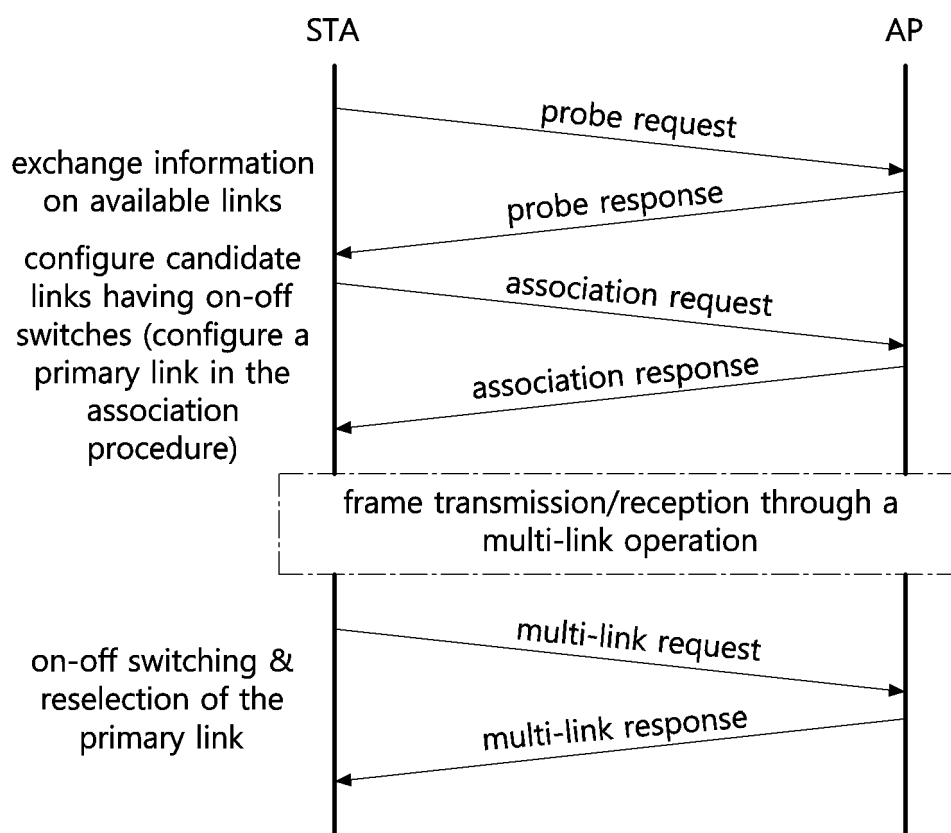 STA
AP
probe request
exchange information
on available links
probe response
configure candidate
links having on-off
switches (configure a
primary link in the
association
procedure)
association request
association response
frame transmission/reception through a
multi-link operation
multi-link request
on-off switching &
reselection of the
primary link
multi-link response